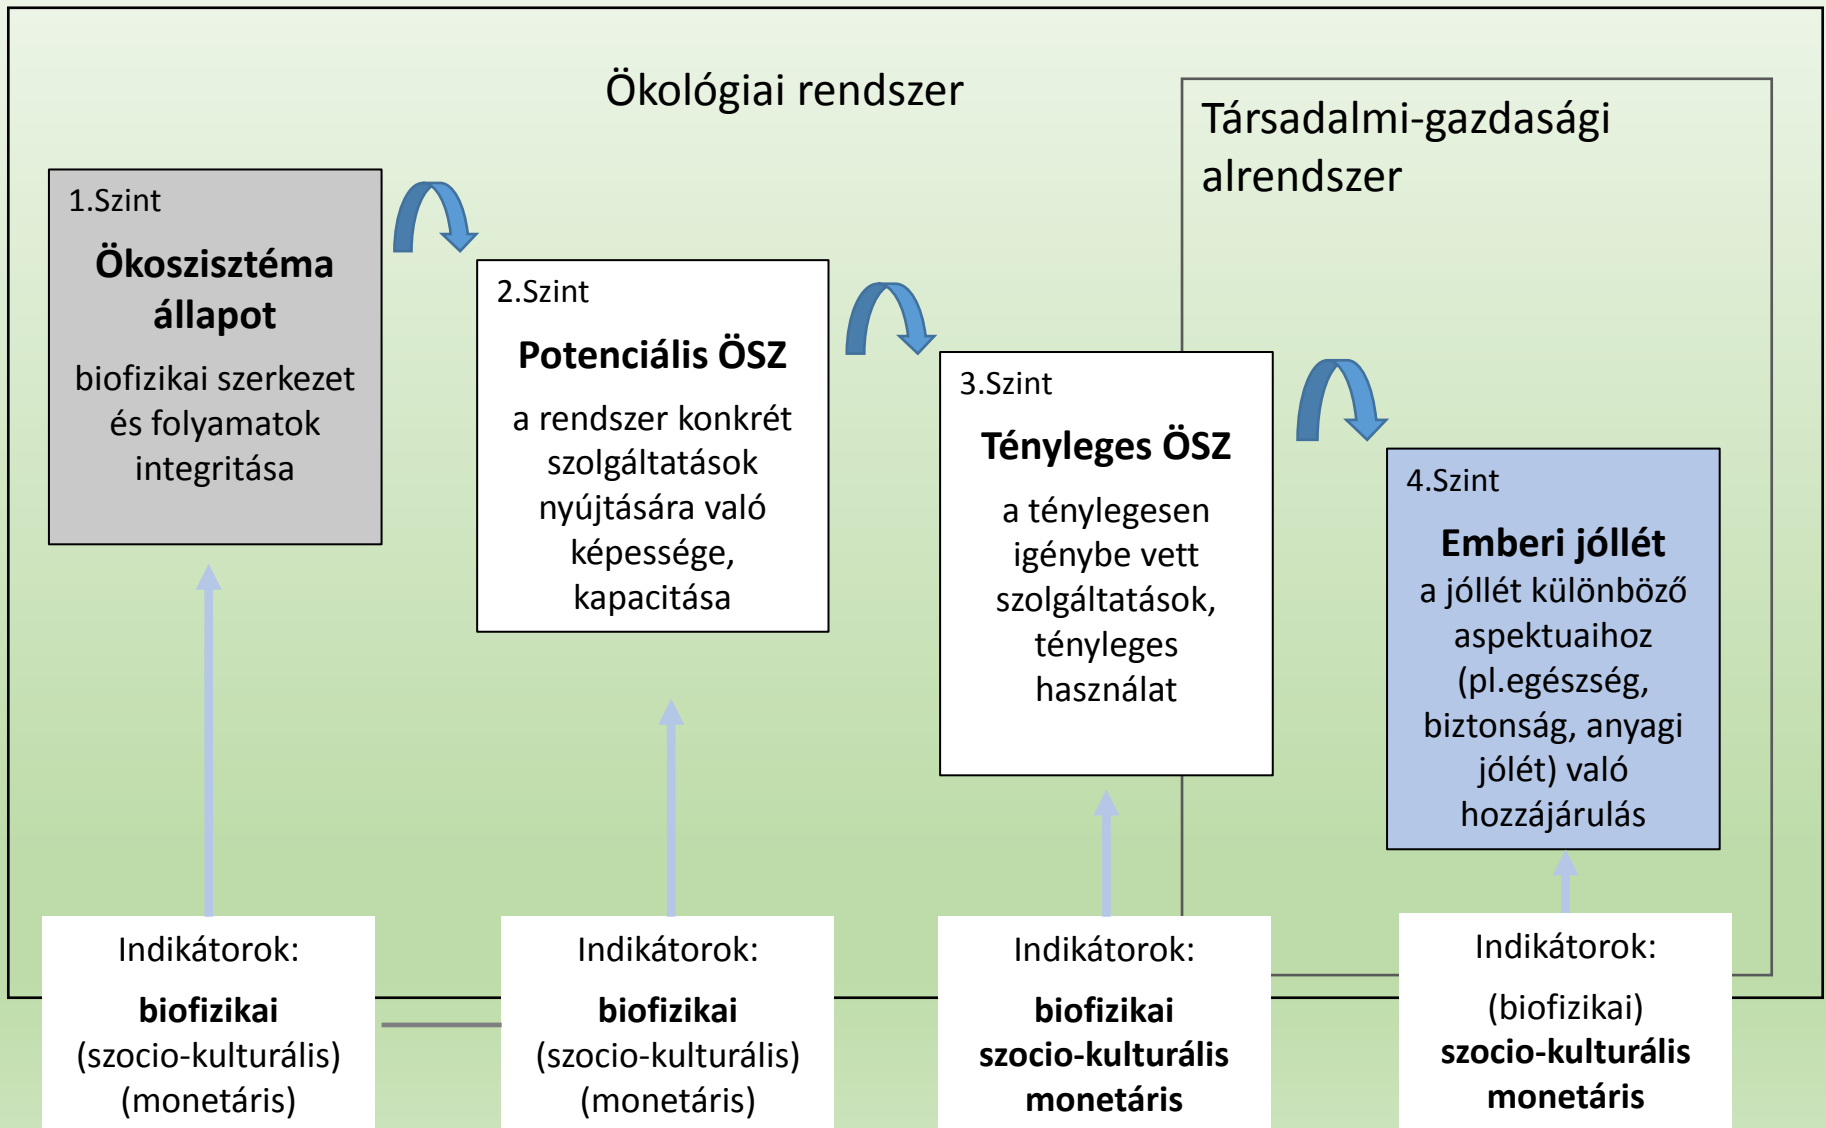 Ökológiai rendszer
Társadalmi-gazdasági
alrendszer
1.Szint
Ökoszisztéma
állapot
biofizikai szerkezet
és folyamatok
integritása
2.Szint
Potenciális ÖSZ
a rendszer konkrét
szolgáltatások
nyújtására való
képessége,
kapacitása
3.Szint
Tényleges ÖSZ
a ténylegesen
igénybe vett
szolgáltatások,
tényleges
használat
4.Szint
Emberi jóllét
a jóllét különböző
aspektuaihoz
(pl.egészség,
biztonság, anyagi
jólét) való
hozzájárulás
Indikátorok:
biofizikai
(szocio-kulturális)
(monetáris)
Indikátorok:
biofizikai
(szocio-kulturális)
(monetáris)
Indikátorok:
biofizikai
szocio-kulturális
monetáris
Indikátorok:
(biofizikai)
szocio-kulturális
monetáris